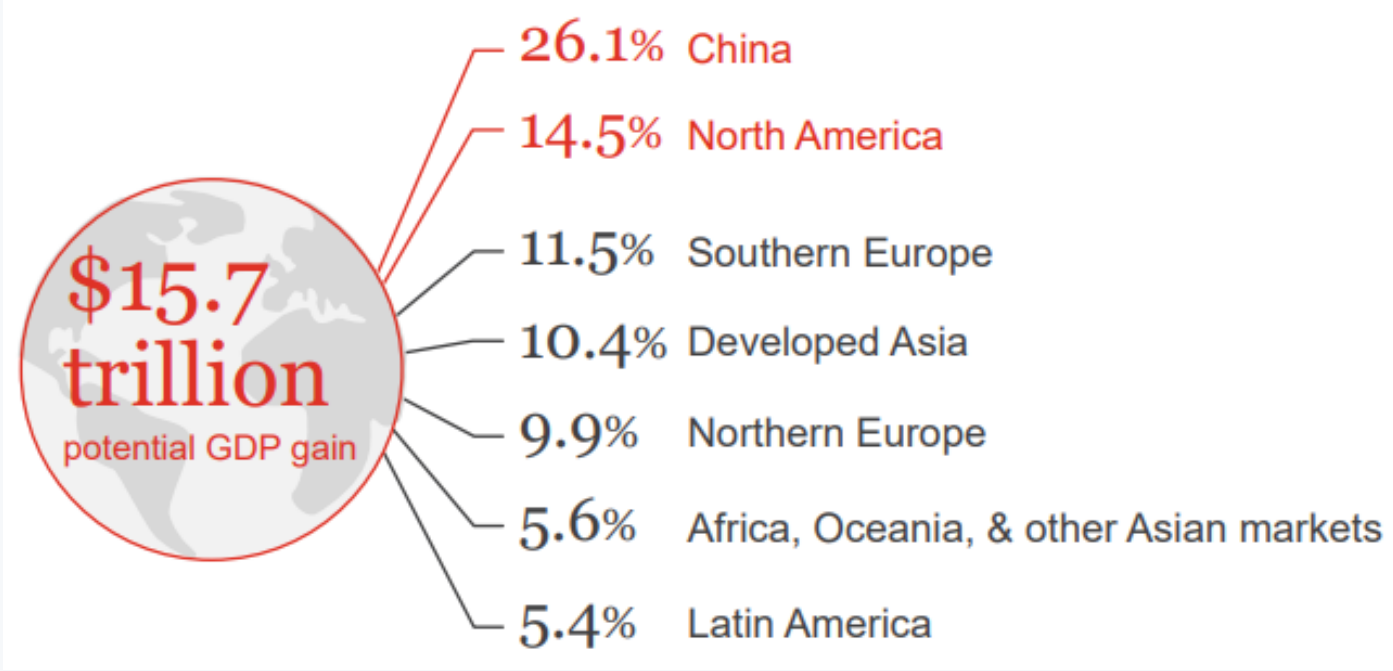 $15.7
trillion
potential GDP gain
26.1% China
14.5% North America
11.5% Southern Europe
10.4% Developed Asia
9.9% Northern Europe
5.6% Africa, Oceania, & other Asian markets
5.4% Latin America